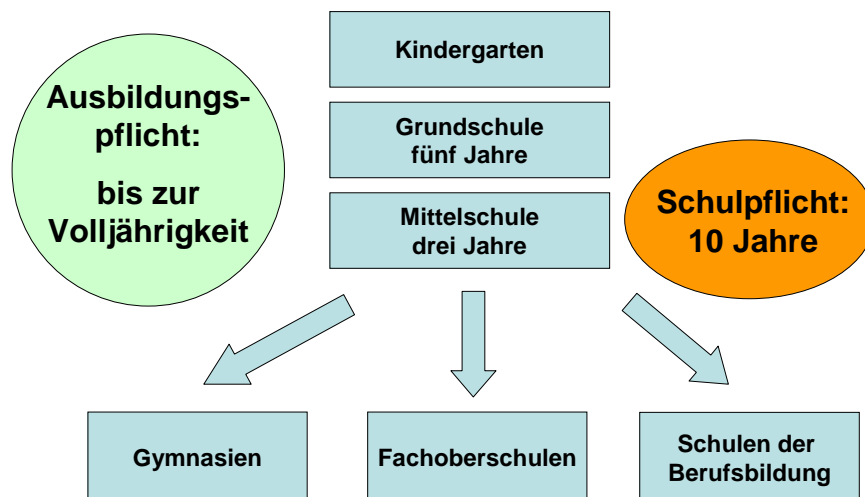 Kindergarten
Ausbildungs-
pflicht:
bis zur
Volljährigkeit
Grundschule
fünf Jahre
Mittelschule
drei Jahre
Schulpflicht:
10 Jahre
Gymnasien
Fachoberschulen
Schulen der
Berufsbildung